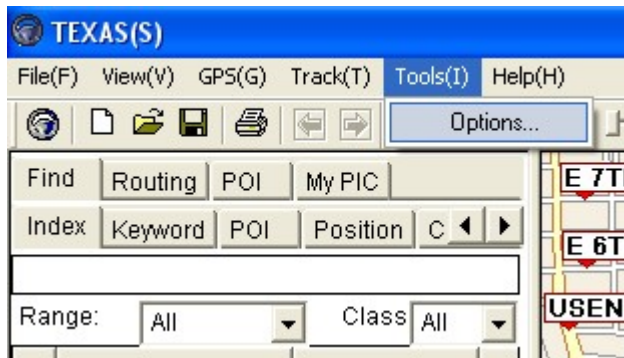 TEXAS(S)
File(F) View(V) GPS(G) Track(T) Tools(I) Help(H)
Options...
Find Routing POI My PIC
Index Keyword POI Position C
Range: All Class All
E 7T
E 6T
USEN